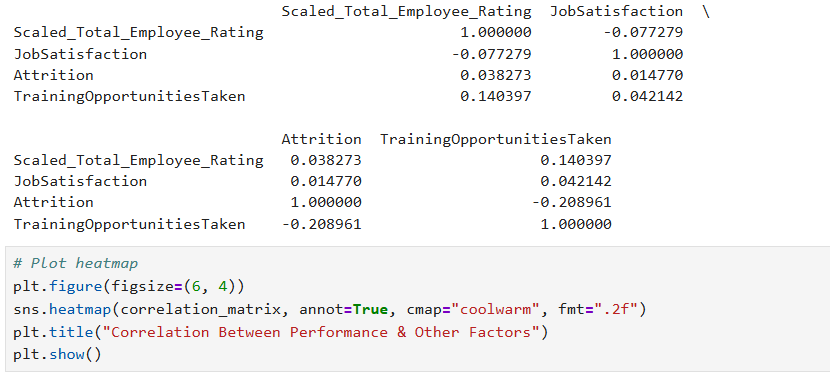 Scaled_Total_Employee_Rating JobSatisfaction \
Scaled_Total_Employee_Rating 1.000000 -0.077279
JobSatisfaction -0.077279 1.000000
Attrition 0.038273 0.014770
TrainingOpportunitiesTaken 0.140397 0.042142
Attrition TrainingOpportunitiesTaken
Scaled_Total_Employee_Rating 0.038273 0.140397
JobSatisfaction 0.014770 0.042142
Attrition 1.000000 -0.208961
TrainingOpportunitiesTaken -0.208961 1.000000
# Plot heatmap
plt.figure(figsize=(6, 4))
sns.heatmap(correlation_matrix, annot=True, cmap="coolwarm", fmt=".2f")
plt.title("Correlation Between Performance & Other Factors")
plt.show()